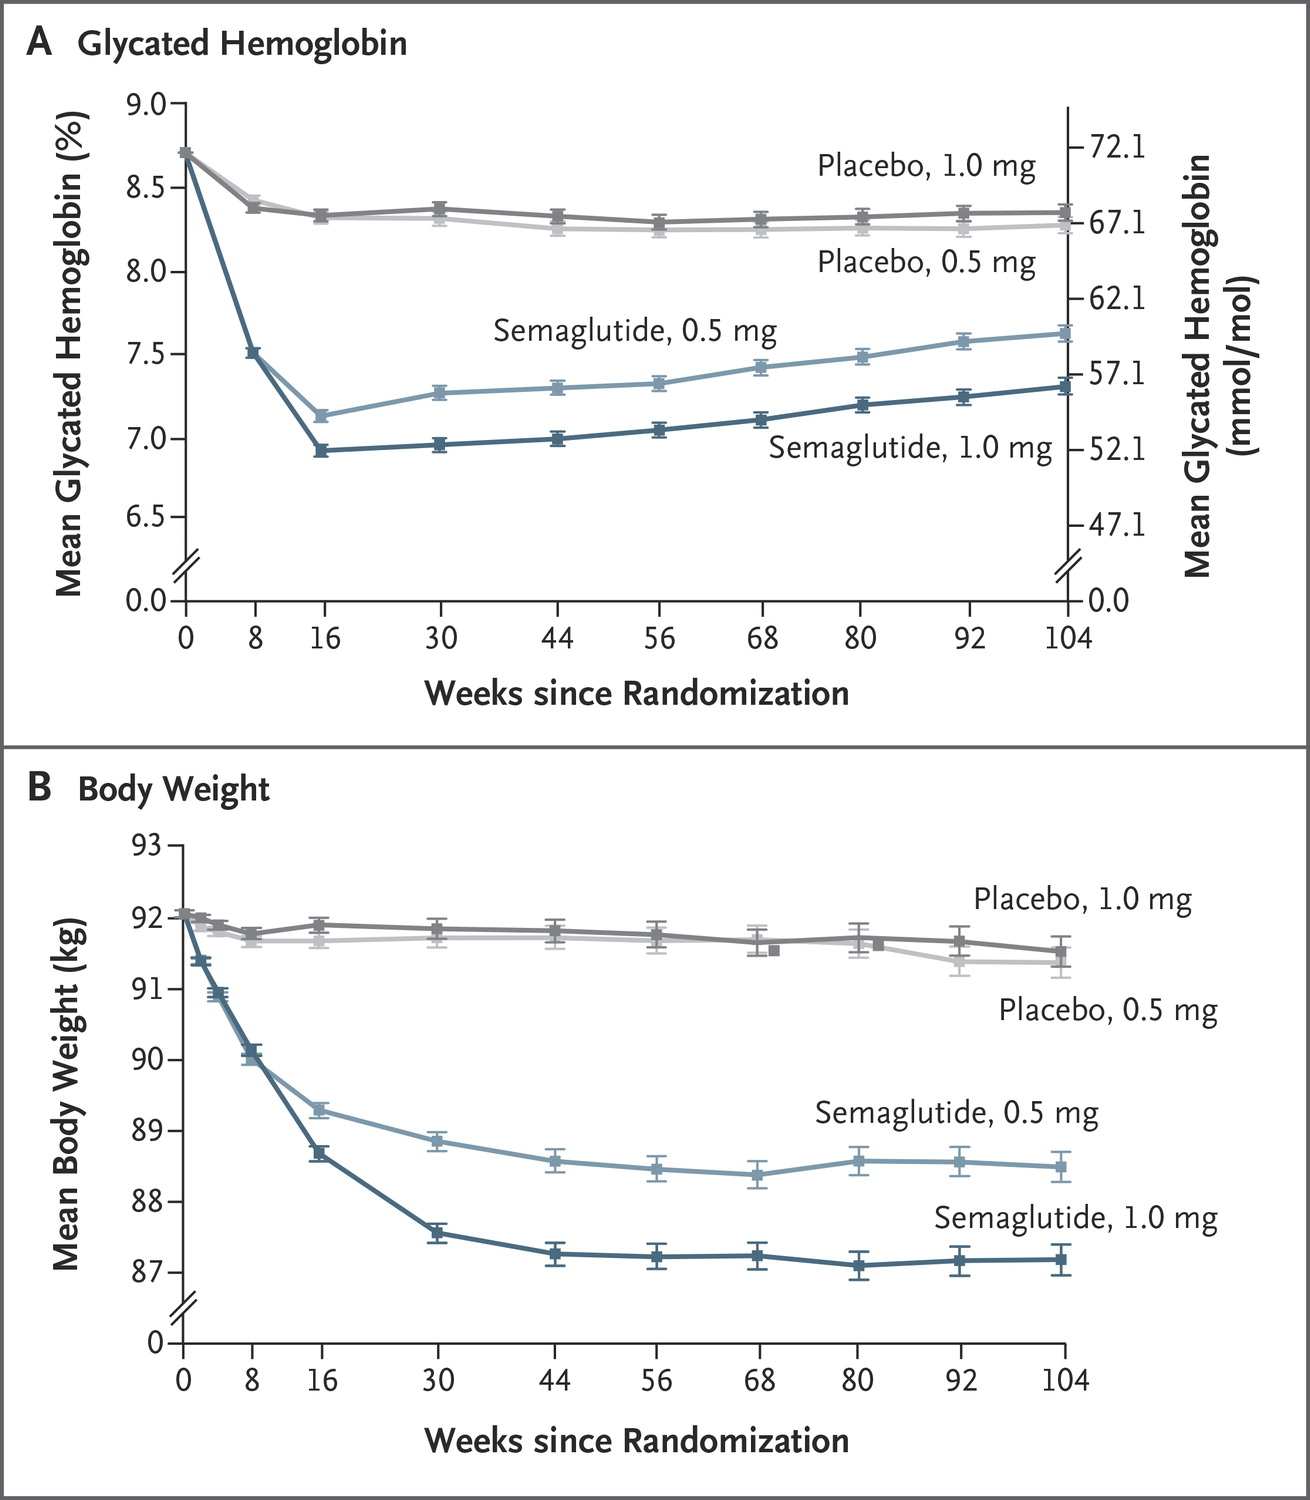 A Glycated Hemoglobin
Mean Glycated Hemoglobin (%)
9.0
8.5
8.0
7.5
7.0
6.5
0.0
Placebo, 1.0 mg
Placebo, 0.5 mg
Semaglutide, 0.5 mg
Semaglutide, 1.0 mg
72.1
67.1
62.1
57.1
52.1
47.1
0.0
Mean Glycated Hemoglobin
(mmol/mol)
0 8 16 30 44 56 68 80 92 104
Weeks since Randomization
B Body Weight
Mean Body Weight (kg)
93
92
91
90
89
88
87
0
Placebo, 1.0 mg
Placebo, 0.5 mg
Semaglutide, 0.5 mg
Semaglutide, 1.0 mg
0 8 16 30 44 56 68 80 92 104
Weeks since Randomization